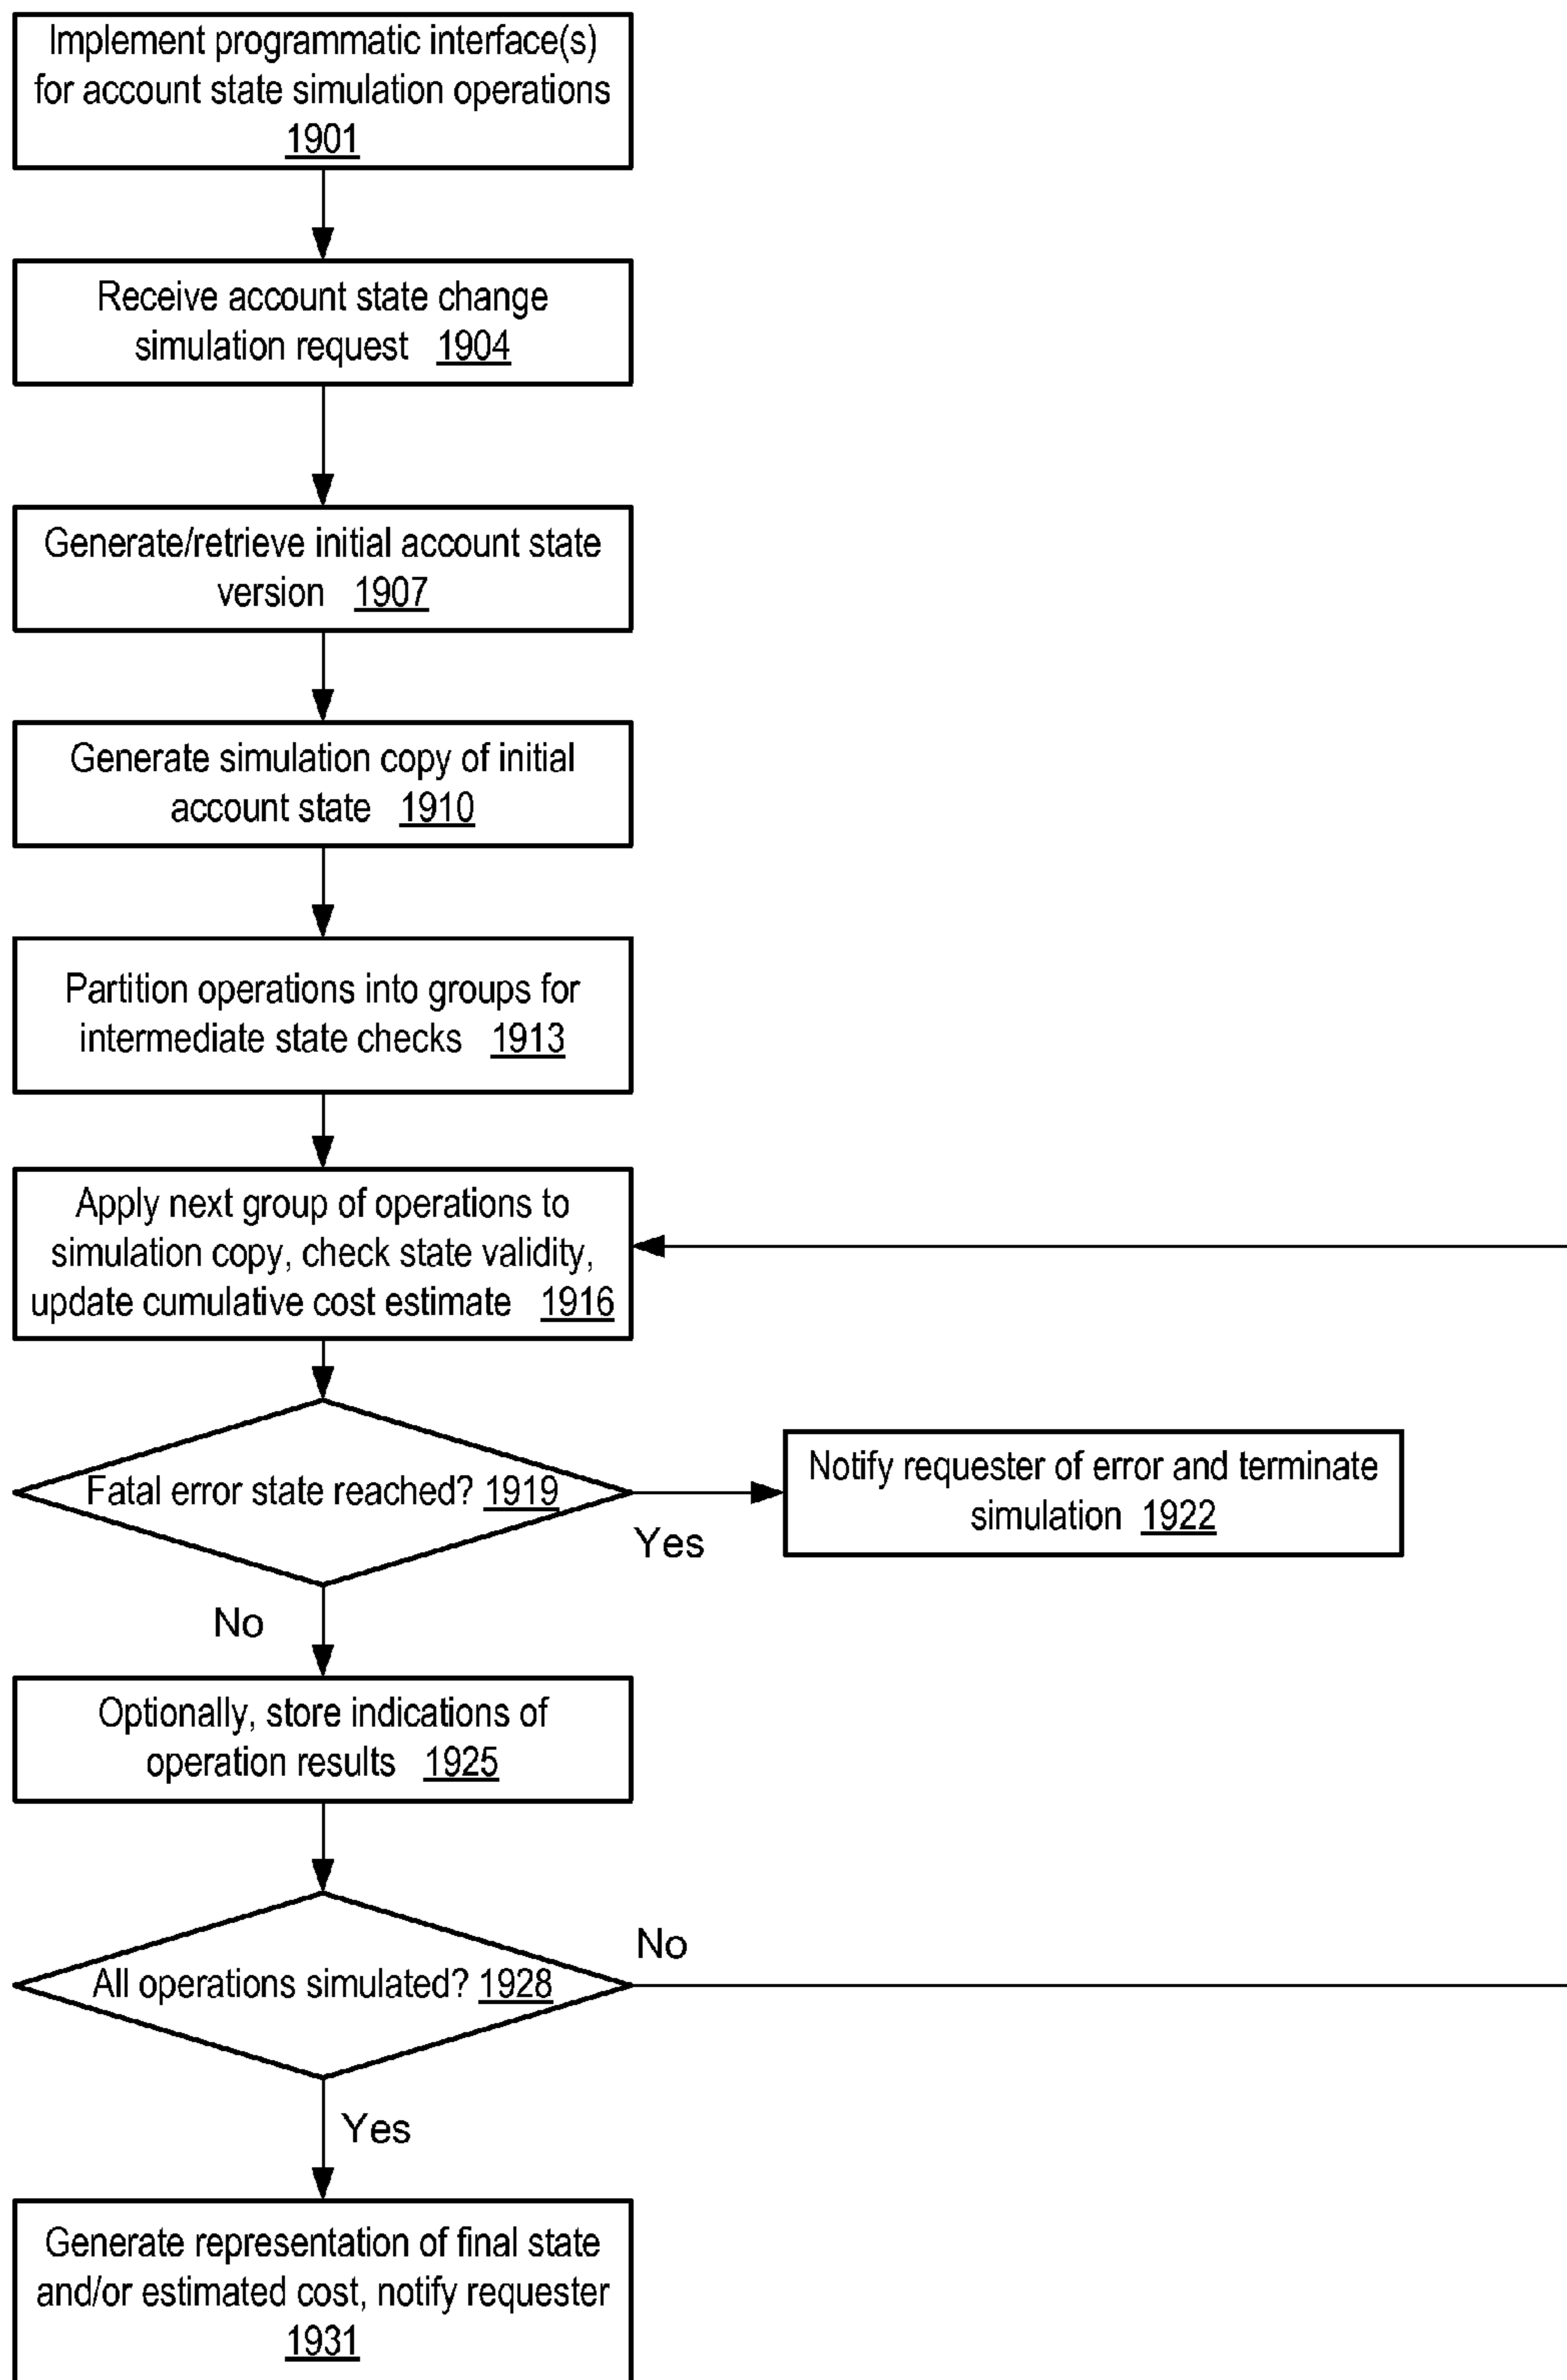 Implement programmatic interface(s)
for account state simulation operations
1901
Receive account state change
simulation request 1904
Generate/retrieve initial account state
version 1907
Generate simulation copy of initial
account state 1910
Partition operations into groups for
intermediate state checks 1913
Apply next group of operations to
simulation copy, check state validity,
update cumulative cost estimate 1916
Fatal error state reached? 1919
Yes
Notify requester of error and terminate
simulation 1922
No
Optionally, store indications of
operation results 1925
All operations simulated? 1928
No
Yes
Generate representation of final state
and/or estimated cost, notify requester
1931